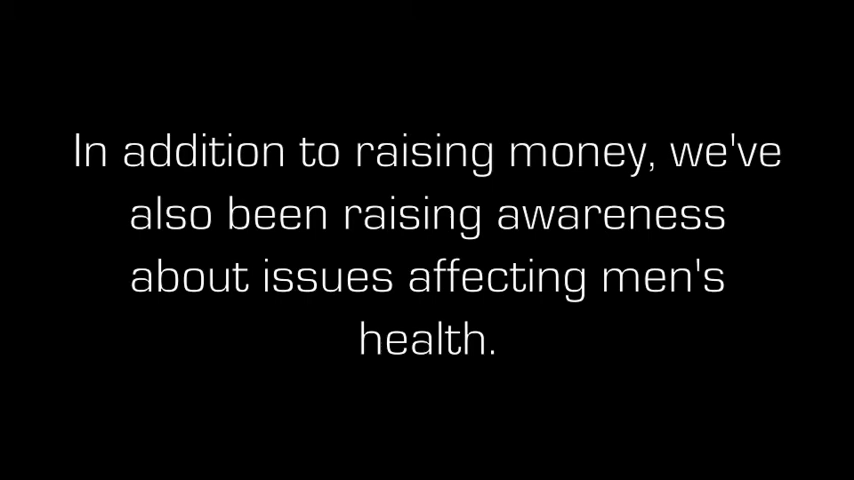 In addition to raising money, we've
also been raising awareness
about issues affecting men's
health.